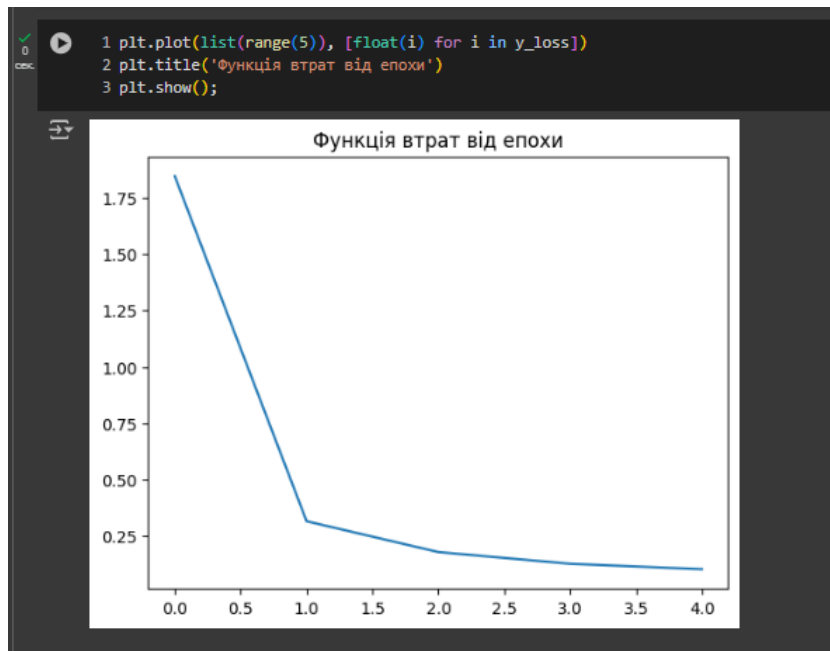 0
сек.
1 plt.plot(list(range(5)), [float(i) for i in y_loss])
2 plt.title('Функція втрат від епохи')
3 plt.show();
Функція втрат від епохи
1.75
1.50
1.25
1.00
0.75
0.50
0.25
0.0 0.5 1.0 1.5 2.0 2.5 3.0 3.5 4.0